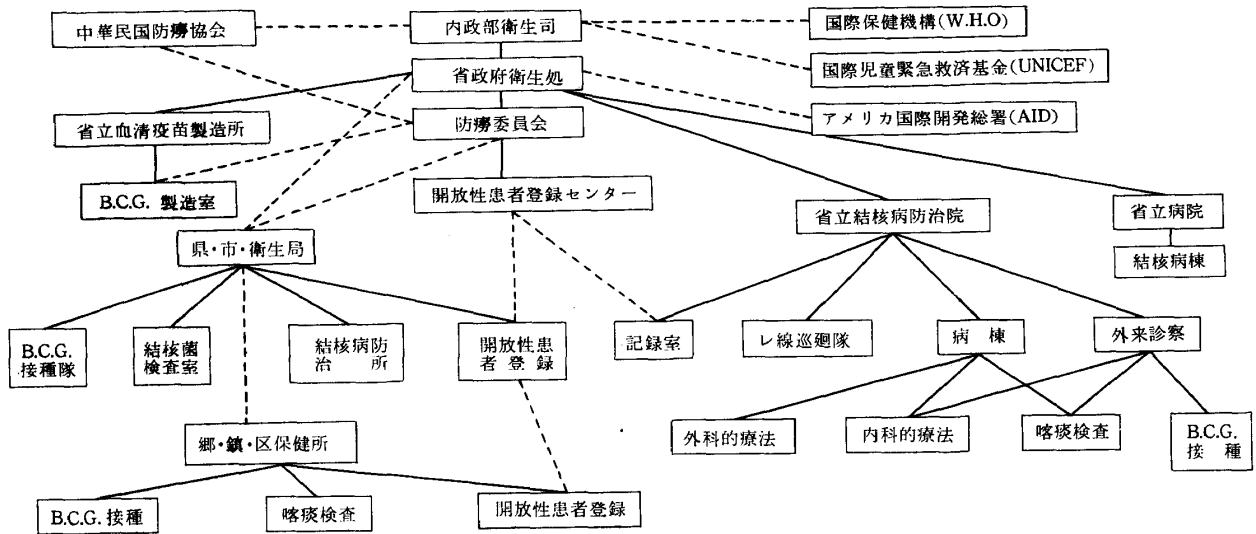 中華民国防癆協会
内政部衛生司
国際保健機構(W.H.O)
国際児童緊急救済基金(UNICEF)
省政府衛生処
アメリカ国際開発総署(AID)
省立血清疫苗製造所
防癆委員会
B.C.G. 製造室
開放性患者登録センター
省立結核病防治院
省立病院
県・市・衛生局
結核病棟
B.C.G.
接種隊
結核菌
検査室
結核病防
治 所
開放性患
者登録
記録室
レ線巡廻隊
病 棟
外来診察
郷・鎮・区保健所
外科的療法
内科的療法
喀痰検査
B.C.G.
接 種
B.C.G. 接種
喀痰検査
開放性患者登録